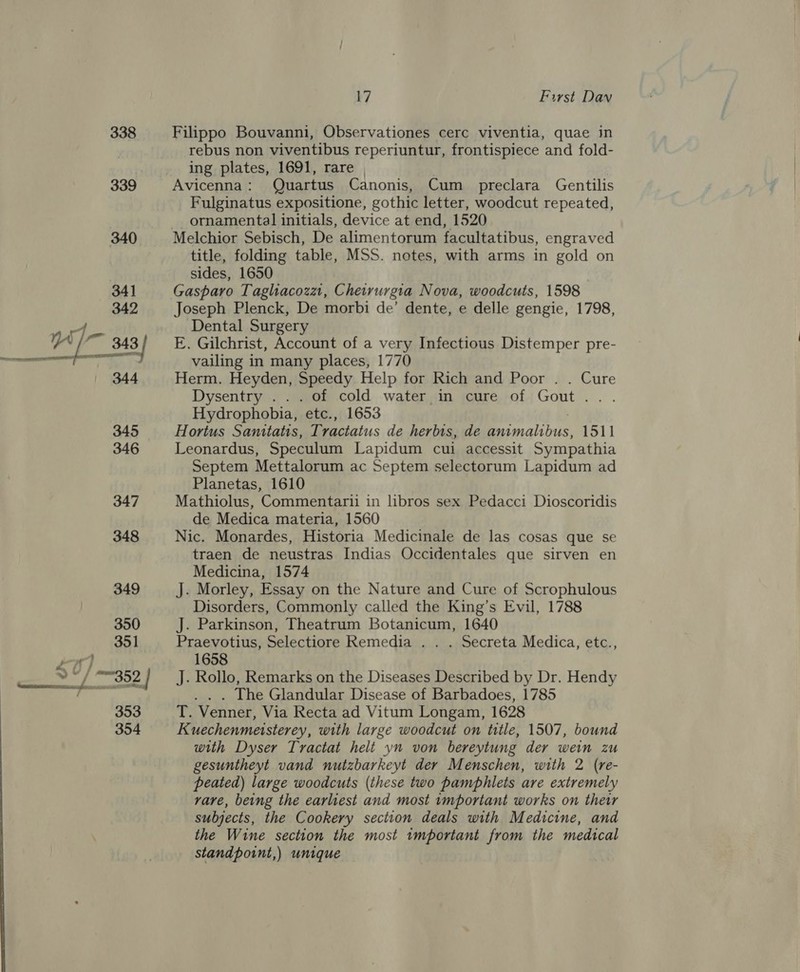 17 First Day
338 Filippo Bouvanni, Observationes cerc viventia, quae in
rebus non viventibus reperiuntur, frontispiece and fold-
ing plates, 1691, rare
339 Avicenna: Quartus Canonis, Cum preclara Gentilis
Fulginatus expositione, gothic letter, woodcut repeated,
ornamental initials, device at end, 1520
340 Melchior Sebisch, De alimentorum facultatibus, engraved
title, folding table, MSS. notes, with arms in gold on
sides, 1650
341 Gasparo Tagliacozzi, Cheirurgia Nova, woodcuts, 1598
342 Joseph Plenck, De morbi de' dente, e delle gengie, 1798,
Dental Surgery
343 E. Gilchrist, Account of a very Infectious Distemper pre-
vailing in many places, 1770
344 Herm. Heyden, Speedy Help for Rich and Poor . . Cure
Dysentry . . . of cold water in cure of Gout . . .
Hydrophobia, etc., 1653
345 Hortus Sanitatis, Tractatus de herbis, de animalibus, 1511
346 Leonardus, Speculum Lapidum cui accessit Sympathia
Septem Mettalorum ac Septem selectorum Lapidum ad
Planetas, 1610
347 Mathiolus, Commentarii in libros sex Pedacci Dioscoridis
de Medica materia, 1560
348 Nic. Monardes, Historia Medicinale de las cosas que se
traen de neustras Indias Occidentales que sirven en
Medicina, 1574
349 J. Morley, Essay on the Nature and Cure of Scrophulous
Disorders, Commonly called the King's Evil, 1788
350 J. Parkinson, Theatrum Botanicum, 1640
351 Praevotius, Selectiore Remedia . . . Secreta Medica, etc.,
1658
352 J. Rollo, Remarks on the Diseases Described by Dr. Hendy
. . . The Glandular Disease of Barbadoes, 1785
353 T. Venner, Via Recta ad Vitum Longam, 1628
354 Kuechenmeisterey, with large woodcut on title, 1507, bound
with Dyser Tractat helt yn von bereytung der wein zu
gesuntheyt vand nutzbarkeyt der Menschen, with 2 (re-
peated) large woodcuts (these two pamphlets are extremely
rare, being the earliest and most important works on their
subjects, the Cookery section deals with Medicine, and
the Wine section the most important from the medical
standpoint,) unique